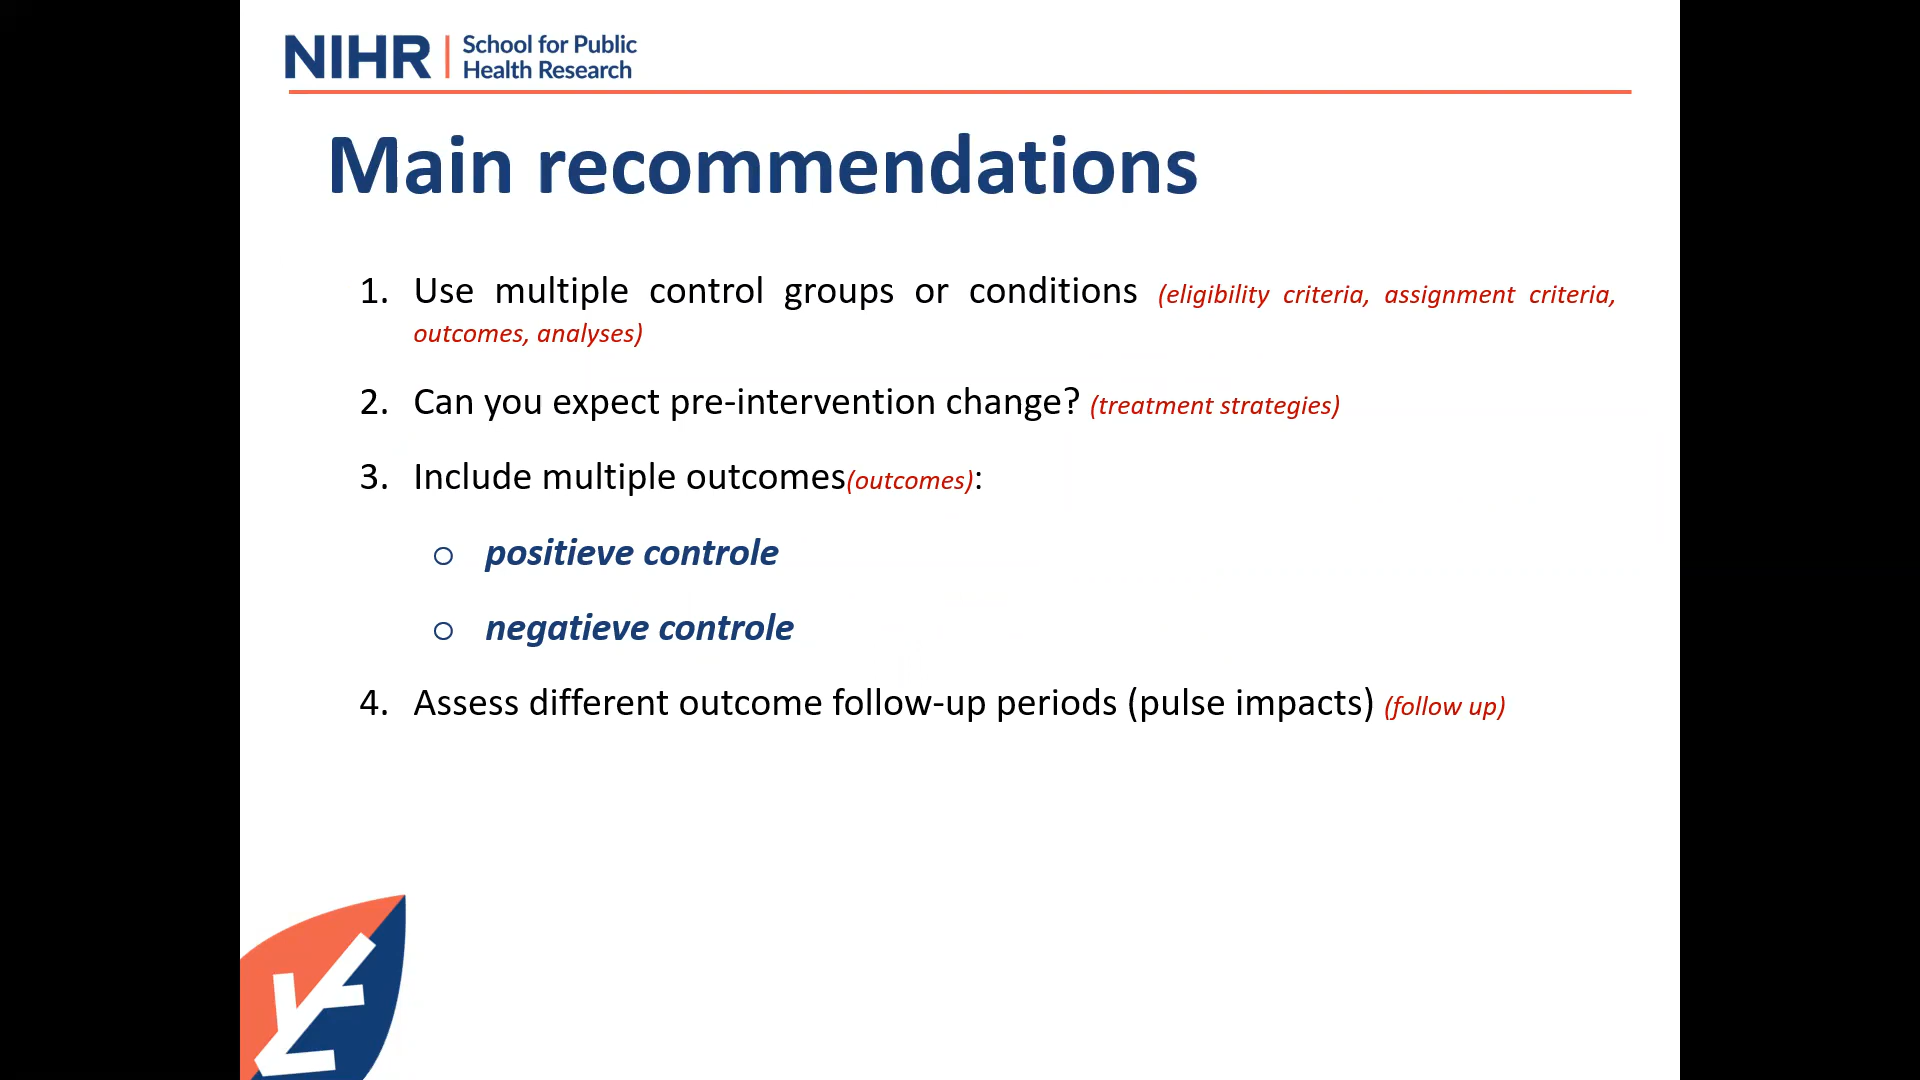 NIHR | School for Public
Health Research
Main recommendations
1. Use multiple control groups or conditions (eligibility criteria, assignment criteria,
outcomes, analyses)
2. Can you expect pre-intervention change? (treatment strategies)
3. Include multiple outcomes(outcomes):
o positieve controle
o negatieve controle
4. Assess different outcome follow-up periods (pulse impacts) (follow up)